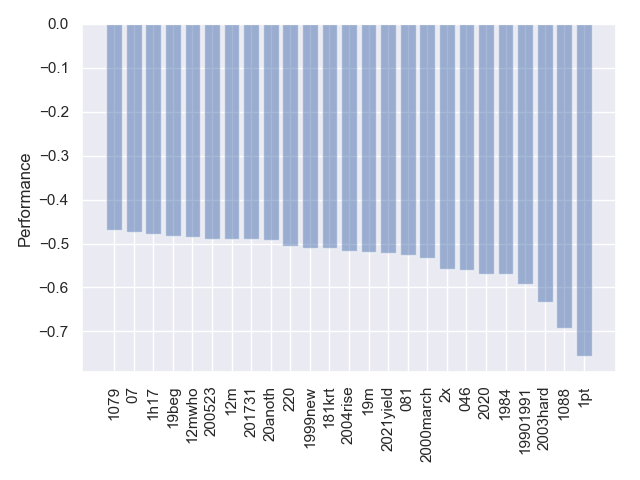 0.0
−0.1
−0.2
−0.3
−0.4
−0.5
−0.6
−0.7
Performance
1079
07
1h17
19beg
12mwho
200523
12m
201731
20anoth
220
1999new
181krt
2004rise
19m
2021yield
081
2000march
2x
046
2020
1984
19901991
2003hard
1088
1pt